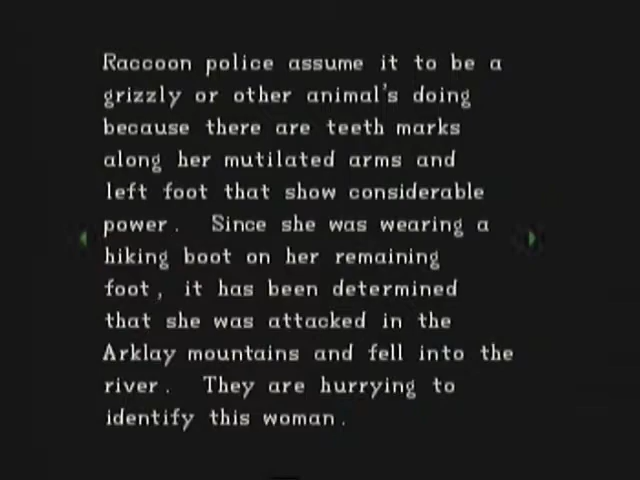 Raccoon police assume it to be a
grizzly or other animal's doing
because there are teeth marks
along her mutilated arms and
left foot that show considerable
power. Since she was wearing a
hiking boot on her remaining
foot, it has been determined
that she was attacked in the
Arklay mountains and fell into the
river. They are hurrying to
identify this woman.